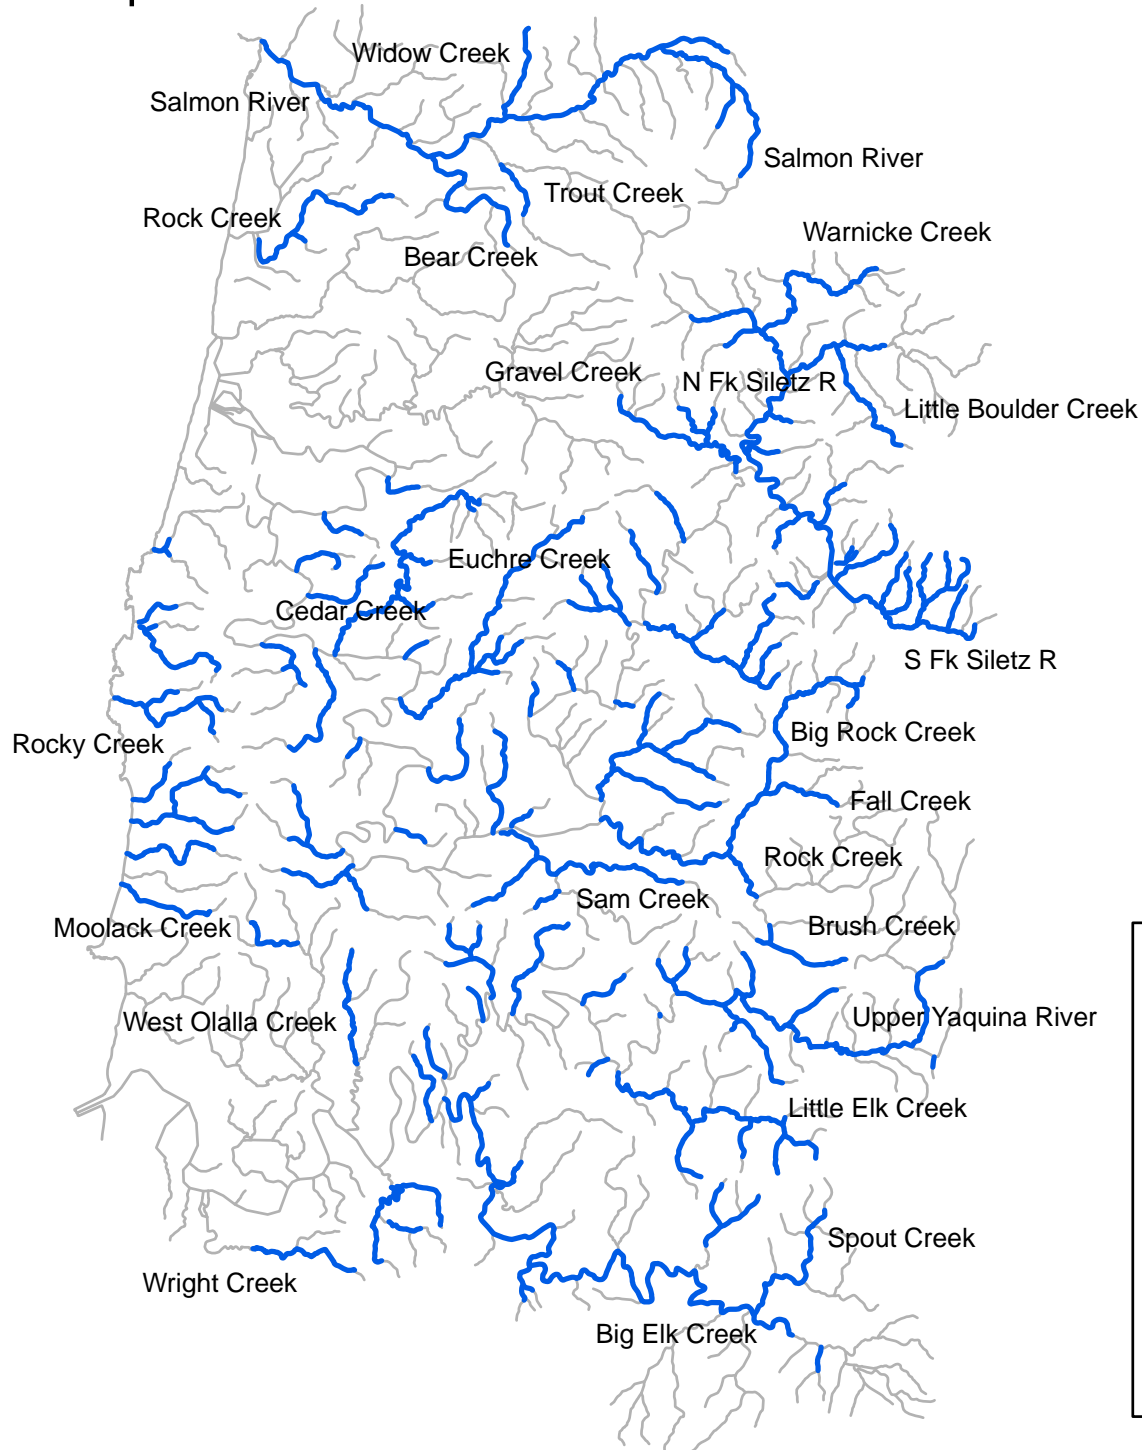 Widow Creek
Salmon River
Salmon River
Trout Creek
Rock Creek
Warnicke Creek
Bear Creek
Gravel Creek
N Fk Siletz R
Little Boulder Creek
Euchre Creek
Cedar Creek
S Fk Siletz R
Big Rock Creek
Rocky Creek
Fall Creek
Rock Creek
Sam Creek
Moolack Creek
Brush Creek
West Olalla Creek
Upper Yaquina River
Little Elk Creek
Spout Creek
Wright Creek
Big Elk Creek